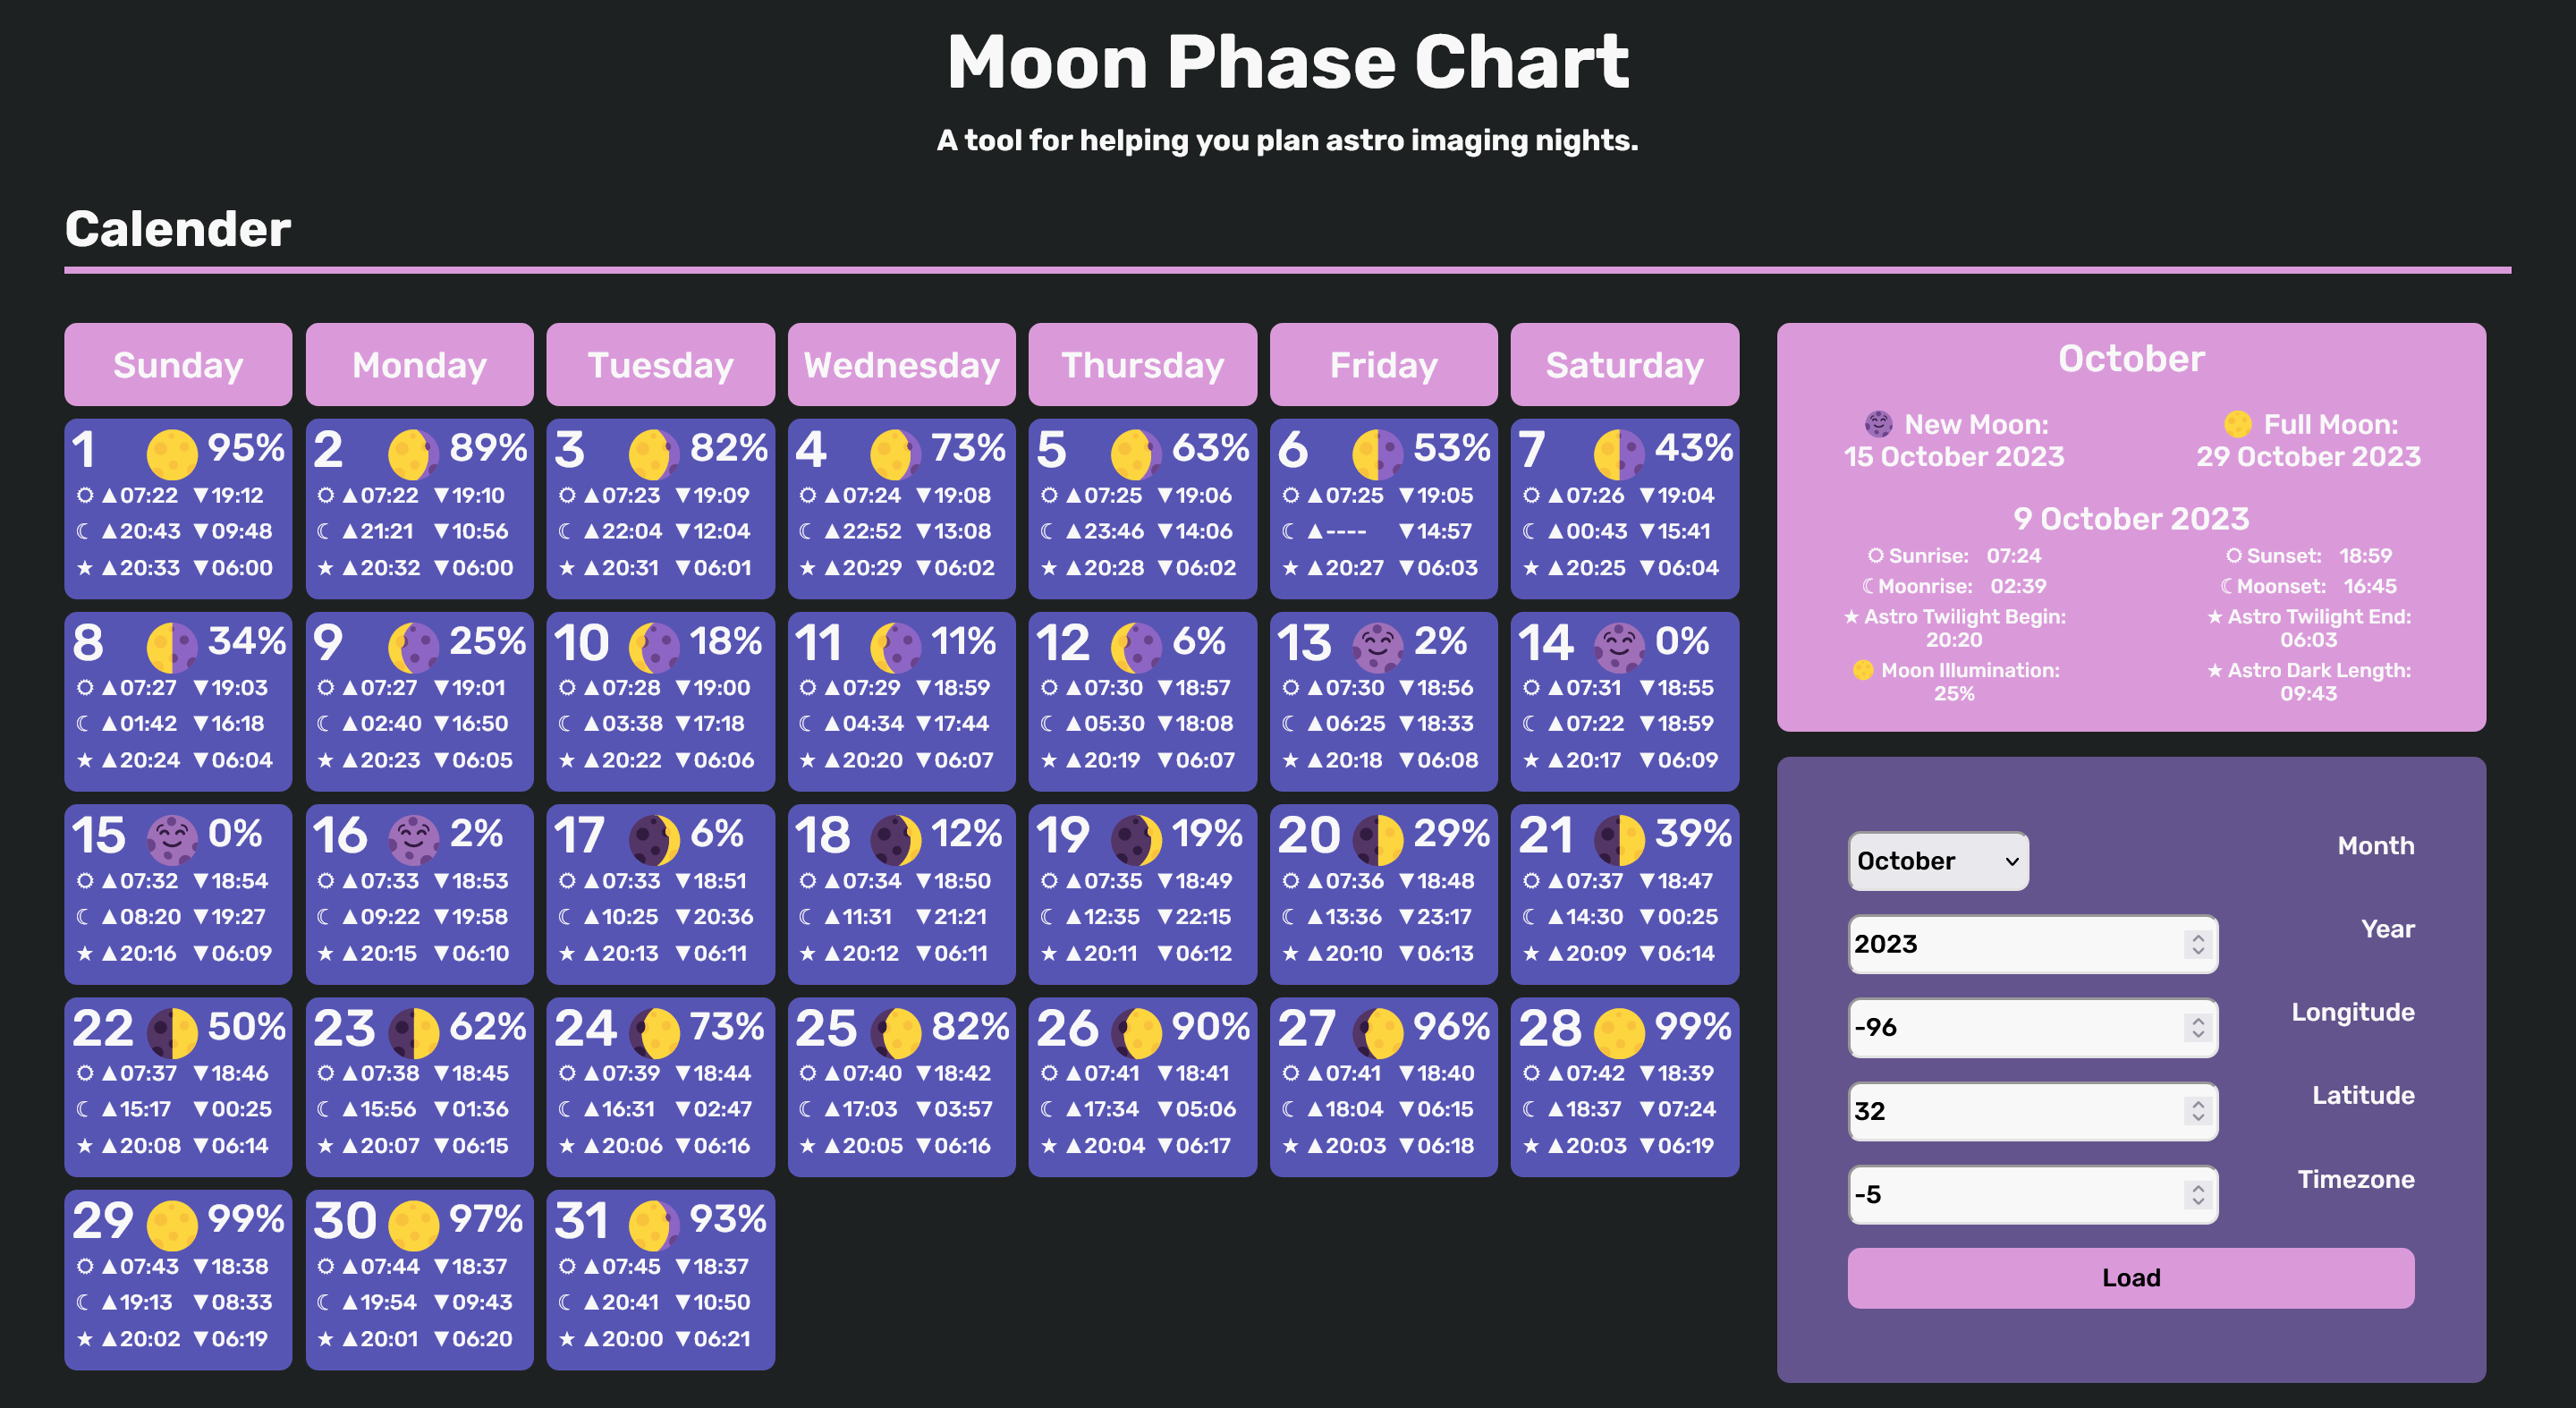 Moon Phase Chart
A tool for helping you plan astro imaging nights.
Calender
Sunday Monday Tuesday Wednesday Thursday Friday Saturday
1 95% 2 89% 3 82% 4 73% 5 63% 6 53% 7 43%
▲07:22 ▼19:12 ▲07:22 ▼19:10 ▲07:23 ▼19:09 ▲07:24 ▼19:08 ▲07:25 ▼19:06 ▲07:25 ▼19:05 ▲07:26 ▼19:04
☾ ▲20:43 ▼09:48 ☾ ▲21:21 ▼10:56 ☾ ▲22:04 ▼12:04 ☾ ▲22:52 ▼13:08 ☾ ▲23:46 ▼14:06 ☾ ▲---- ▼14:57 ☾ ▲00:43 ▼15:41
★ ▲20:33 ▼06:00 ★ ▲20:32 ▼06:00 ★ ▲20:31 ▼06:01 ★ ▲20:29 ▼06:02 ★ ▲20:28 ▼06:02 ★ ▲20:27 ▼06:03 ★ ▲20:25 ▼06:04
8 34% 9 25% 10 18% 11 11% 12 6% 13 2% 14 0%
▲07:27 ▼19:03 ▲07:27 ▼19:01 ▲07:28 ▼19:00 ▲07:29 ▼18:59 ▲07:30 ▼18:57 ▲07:30 ▼18:56 ▲07:31 ▼18:55
☾ ▲01:42 ▼16:18 ☾ ▲02:40 ▼16:50 ☾ ▲03:38 ▼17:18 ☾ ▲04:34 ▼17:44 ☾ ▲05:30 ▼18:08 ☾ ▲06:25 ▼18:33 ☾ ▲07:22 ▼18:59
★ ▲20:24 ▼06:04 ★ ▲20:23 ▼06:05 ★ ▲20:22 ▼06:06 ★ ▲20:20 ▼06:07 ★ ▲20:19 ▼06:07 ★ ▲20:18 ▼06:08 ★ ▲20:17 ▼06:09
15 0% 16 2% 17 6% 18 12% 19 19% 20 29% 21 39%
▲07:32 ▼18:54 ▲07:33 ▼18:53 ▲07:33 ▼18:51 ▲07:34 ▼18:50 ▲07:35 ▼18:49 ▲07:36 ▼18:48 ▲07:37 ▼18:47
☾ ▲08:20 ▼19:27 ☾ ▲09:22 ▼19:58 ☾ ▲10:25 ▼20:36 ☾ ▲11:31 ▼21:21 ☾ ▲12:35 ▼22:15 ☾ ▲13:36 ▼23:17 ☾ ▲14:30 ▼00:25
★ ▲20:16 ▼06:09 ★ ▲20:15 ▼06:10 ★ ▲20:13 ▼06:11 ★ ▲20:12 ▼06:11 ★ ▲20:11 ▼06:12 ★ ▲20:10 ▼06:13 ★ ▲20:09 ▼06:14
22 50% 23 62% 24 73% 25 82% 26 90% 27 96% 28 99%
▲07:37 ▼18:46 ▲07:38 ▼18:45 ▲07:39 ▼18:44 ▲07:40 ▼18:42 ▲07:41 ▼18:41 ▲07:41 ▼18:40 ▲07:42 ▼18:39
☾ ▲15:17 ▼00:25 ☾ ▲15:56 ▼01:36 ☾ ▲16:31 ▼02:47 ☾ ▲17:03 ▼03:57 ☾ ▲17:34 ▼05:06 ☾ ▲18:04 ▼06:15 ☾ ▲18:37 ▼07:24
★ ▲20:08 ▼06:14 ★ ▲20:07 ▼06:15 ★ ▲20:06 ▼06:16 ★ ▲20:05 ▼06:16 ★ ▲20:04 ▼06:17 ★ ▲20:03 ▼06:18 ★ ▲20:03 ▼06:19
29 99% 30 97% 31 93%
▲07:43 ▼18:38 ▲07:44 ▼18:37 ▲07:45 ▼18:37
☾ ▲19:13 ▼08:33 ☾ ▲19:54 ▼09:43 ☾ ▲20:41 ▼10:50
★ ▲20:02 ▼06:19 ★ ▲20:01 ▼06:20 ★ ▲20:00 ▼06:21
October
New Moon: Full Moon:
15 October 2023 29 October 2023
9 October 2023
Sunrise: 07:24 Sunset: 18:59
☾Moonrise: 02:39 ☾Moonset: 16:45
★ Astro Twilight Begin: ★ Astro Twilight End:
20:20 06:03
Moon Illumination: ★ Astro Dark Length:
25% 09:43
October Month
2023 Year
-96 Longitude
32 Latitude
-5 Timezone
Load